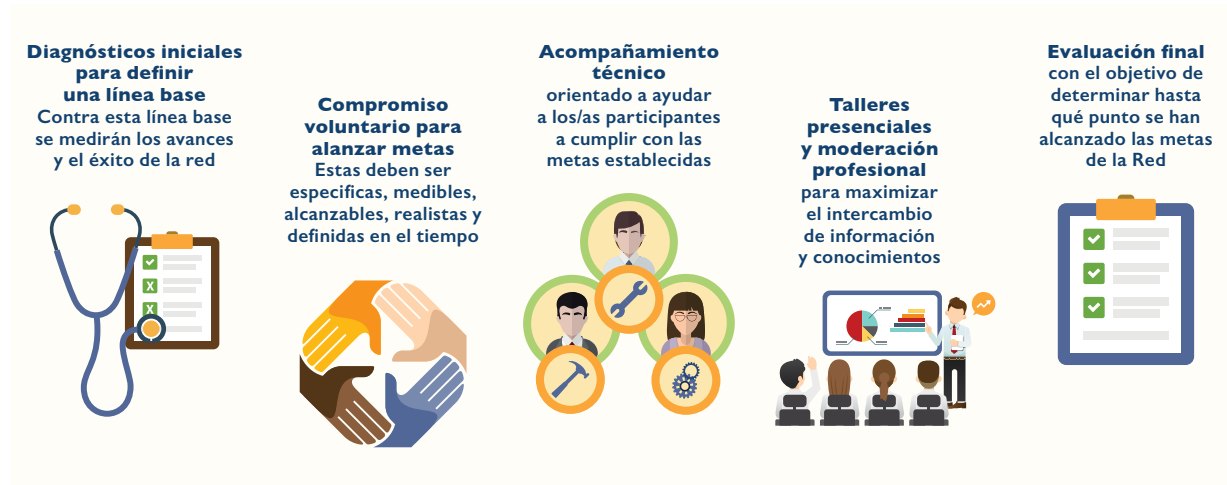 Diagnósticos iniciales
para definir
una línea base
Contra esta línea base
se medirán los avances
y el éxito de la red
Compromiso
voluntario para
alanzar metas
Estas deben ser
especificas, medibles,
alcanzables, realistas y
definidas en el tiempo
Acompañamiento
técnico
orientado a ayudar
a los/as participantes
a cumplir con las
metas establecidas
Talleres
presenciales
y moderación
profesional
para maximizar
el intercambio
de información
y conocimientos
Evaluación final
con el objetivo de
determinar hasta
qué punto se han
alcanzado las metas
de la Red